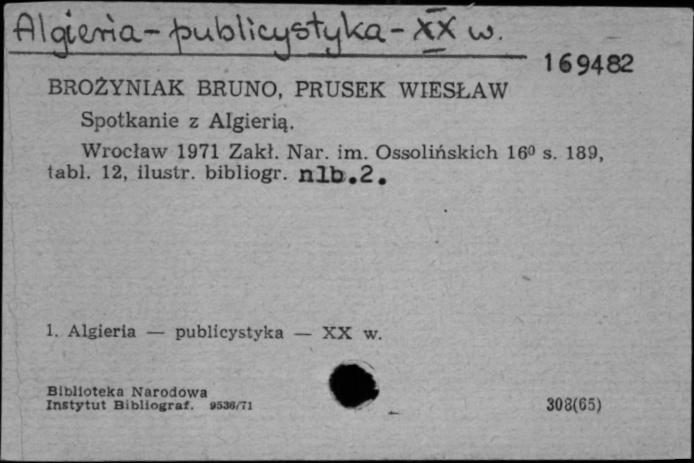 Algieria - publicystyka - XX w.
169482
BROŻYNIAK BRUNO, PRUSEK WIESŁAW
Spotkanie z Algierią.
Wrocław 1971 Zakł. Nar. im. Ossolińskich 16⁰ s. 189,
tabl. 12, ilustr. bibliogr. nlb.2.
1. Algieria — publicystyka — XX w.
Biblioteka Narodowa
Instytut Bibliograf. 9536/71
308(65)